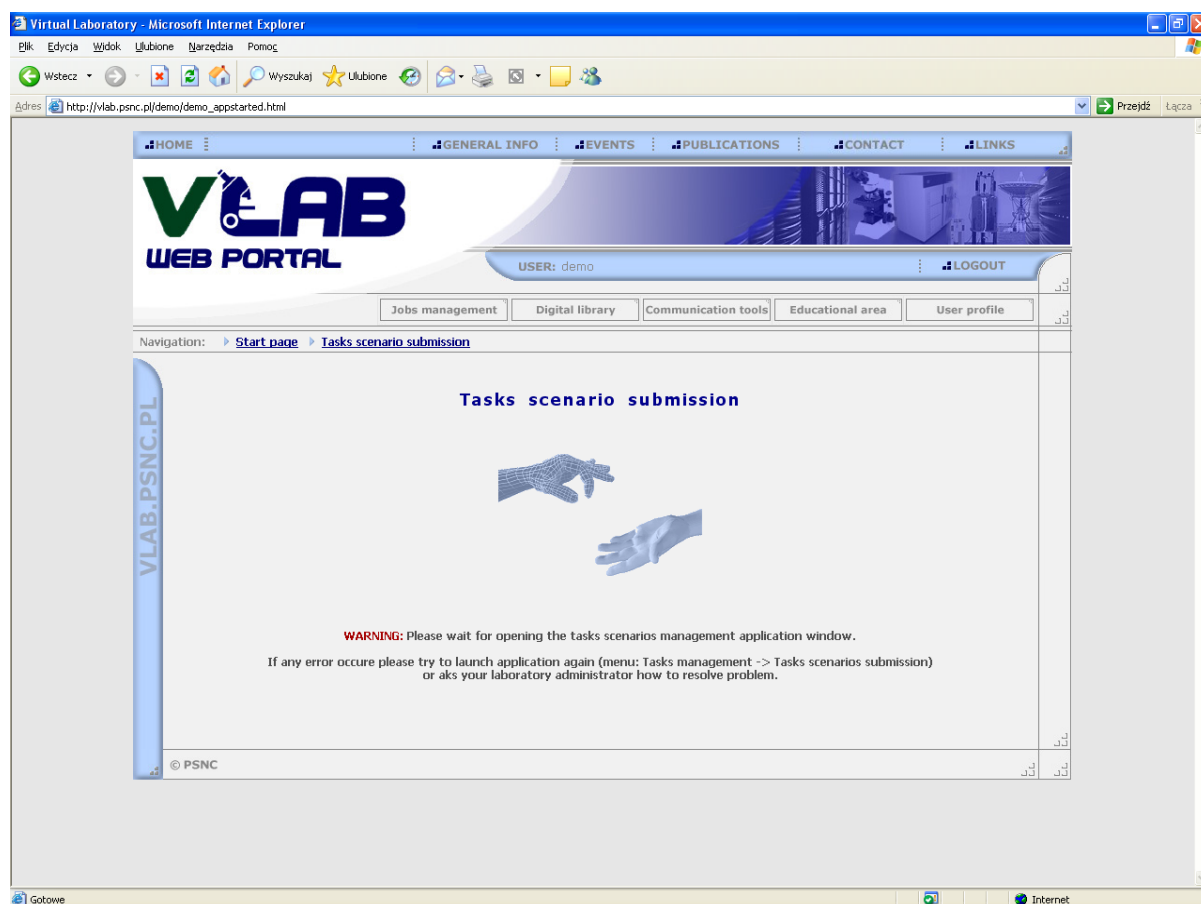 Virtual Laboratory - Microsoft Internet Explorer
Plik Edycja Widok Ulubione Narzędzia Pomoc
Wstecz Wyszukaj Ulubione
Adres http://vlab.psnc.pl/demo/demo_appstarted.html Przejdź Łącza
HOME GENERAL INFO EVENTS PUBLICATIONS CONTACT LINKS
VLAB
WEB PORTAL
USER: demo LOGOUT
Jobs management Digital library Communication tools Educational area User profile
Navigation: Start page Tasks scenario submission
VLAB.PSNC.PL
Tasks scenario submission
WARNING: Please wait for opening the tasks scenarios management application window.
If any error occure please try to launch application again (menu: Tasks management -> Tasks scenarios submission)
or aks your laboratory administrator how to resolve problem.
© PSNC
Gotowe Internet